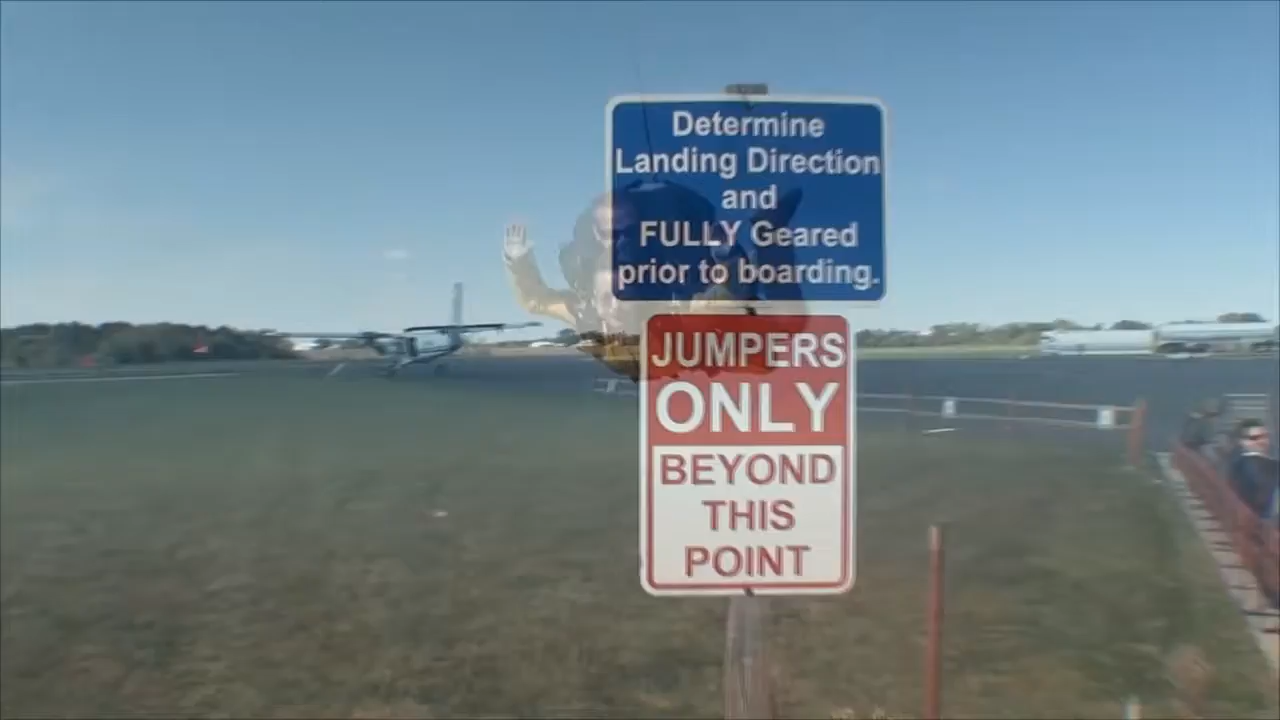 Determine
Landing Direction
and
FULLY Geared
prior to boarding.
JUMPERS
ONLY
BEYOND
THIS
POINT